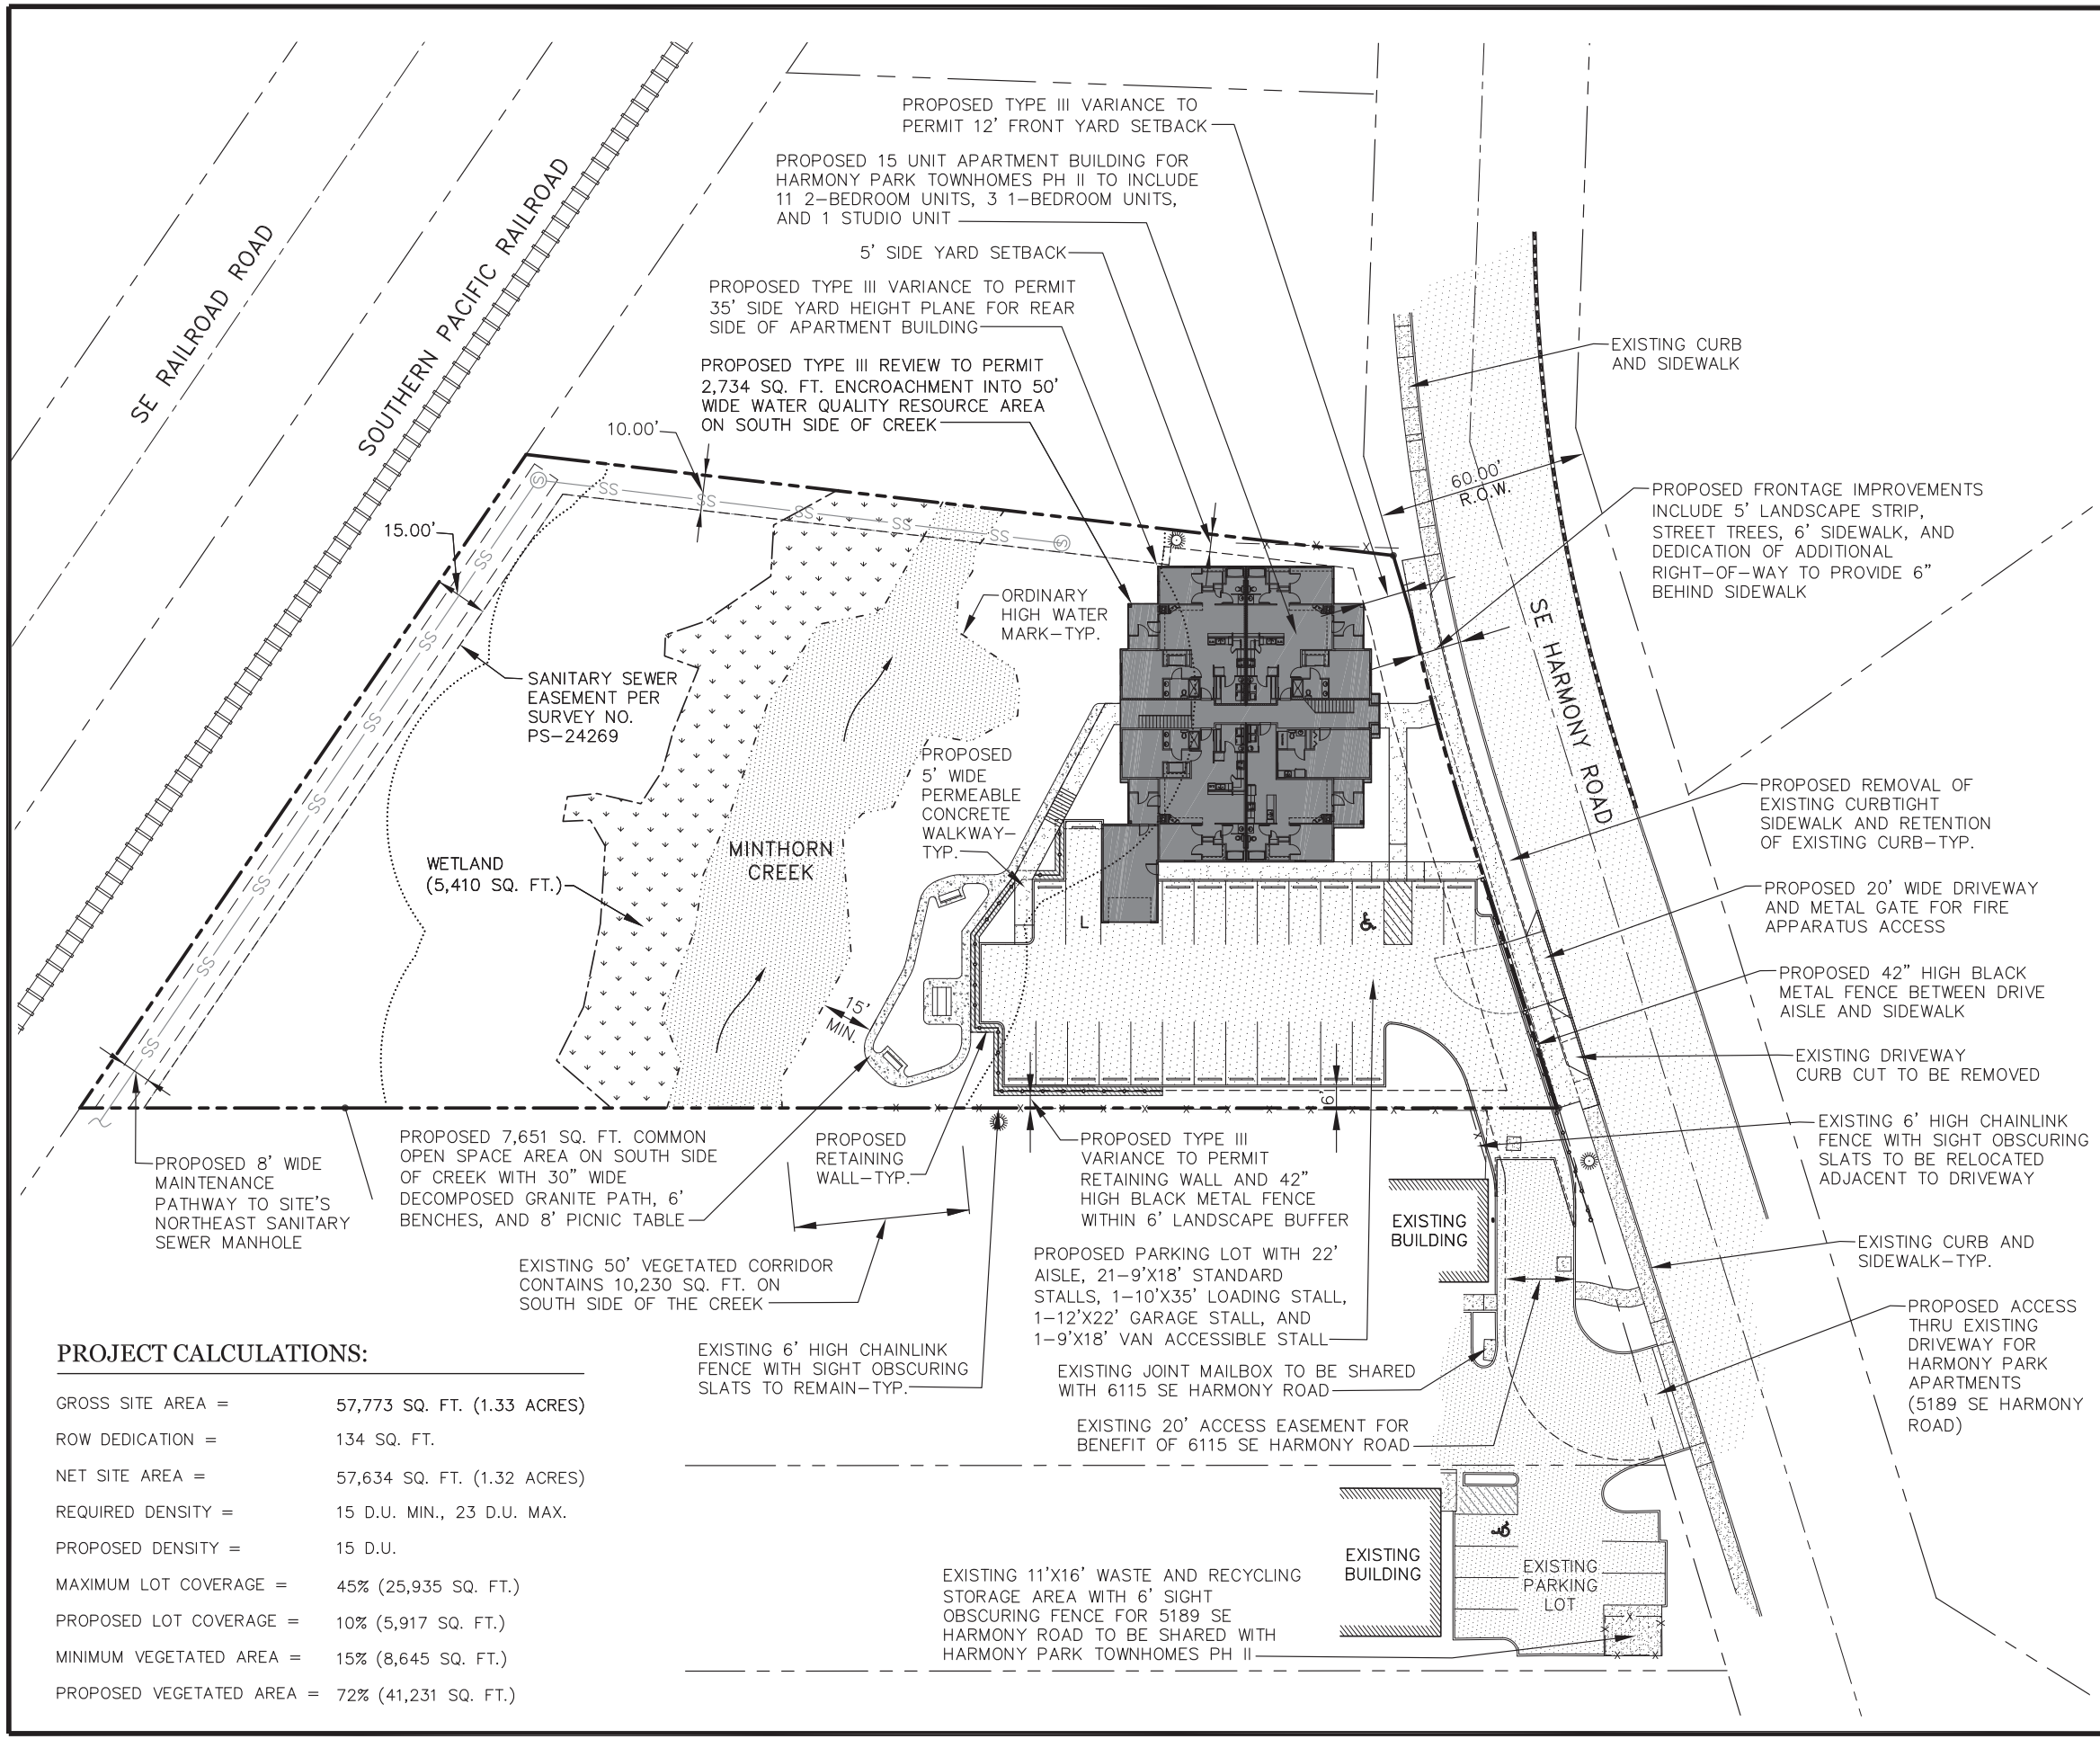 PROPOSED TYPE III VARIANCE TO
PERMIT 12' FRONT YARD SETBACK
PROPOSED 15 UNIT APARTMENT BUILDING FOR
HARMONY PARK TOWNHOMES PH II TO INCLUDE
11 2-BEDROOM UNITS, 3 1-BEDROOM UNITS,
AND 1 STUDIO UNIT
5' SIDE YARD SETBACK
PROPOSED TYPE III VARIANCE TO PERMIT
35' SIDE YARD HEIGHT PLANE FOR REAR
SIDE OF APARTMENT BUILDING
PROPOSED TYPE III REVIEW TO PERMIT
2,734 SQ. FT. ENCROACHMENT INTO 50'
WIDE WATER QUALITY RESOURCE AREA
ON SOUTH SIDE OF CREEK
SE RAILROAD ROAD
SOUTHERN PACIFIC RAILROAD
10.00'
15.00'
S
SS
SS
SS
SS
SS
S
SS
SS
SS
SS
SS
SS
SS
EXISTING CURB
AND SIDEWALK
60.00'
R.O.W.
PROPOSED FRONTAGE IMPROVEMENTS
INCLUDE 5' LANDSCAPE STRIP,
STREET TREES, 6' SIDEWALK, AND
DEDICATION OF ADDITIONAL
RIGHT-OF-WAY TO PROVIDE 6"
BEHIND SIDEWALK
SE HARMONY ROAD
ORDINARY
HIGH WATER
MARK-TYP.
SANITARY SEWER
EASEMENT PER
SURVEY NO.
PS-24269
PROPOSED
5' WIDE
PERMEABLE
CONCRETE
WALKWAY-
TYP.
MINTHORN
CREEK
WETLAND
(5,410 SQ. FT.)
L
15'
MIN.
6'
PROPOSED REMOVAL OF
EXISTING CURBTIGHT
SIDEWALK AND RETENTION
OF EXISTING CURB-TYP.
PROPOSED 20' WIDE DRIVEWAY
AND METAL GATE FOR FIRE
APPARATUS ACCESS
PROPOSED 42" HIGH BLACK
METAL FENCE BETWEEN DRIVE
AISLE AND SIDEWALK
EXISTING DRIVEWAY
CURB CUT TO BE REMOVED
EXISTING 6' HIGH CHAINLINK
FENCE WITH SIGHT OBSCURING
SLATS TO BE RELOCATED
ADJACENT TO DRIVEWAY
EXISTING CURB AND
SIDEWALK-TYP.
PROPOSED ACCESS
THRU EXISTING
DRIVEWAY FOR
HARMONY PARK
APARTMENTS
(5189 SE HARMONY
ROAD)
PROPOSED 8' WIDE
MAINTENANCE
PATHWAY TO SITE'S
NORTHEAST SANITARY
SEWER MANHOLE
PROPOSED 7,651 SQ. FT. COMMON
OPEN SPACE AREA ON SOUTH SIDE
OF CREEK WITH 30" WIDE
DECOMPOSED GRANITE PATH, 6'
BENCHES, AND 8' PICNIC TABLE
PROPOSED
RETAINING
WALL-TYP.
PROPOSED TYPE III
VARIANCE TO PERMIT
RETAINING WALL AND 42"
HIGH BLACK METAL FENCE
WITHIN 6' LANDSCAPE BUFFER
EXISTING
BUILDING
EXISTING 50' VEGETATED CORRIDOR
CONTAINS 10,230 SQ. FT. ON
SOUTH SIDE OF THE CREEK
PROPOSED PARKING LOT WITH 22'
AISLE, 21-9'X18' STANDARD
STALLS, 1-10'X35' LOADING STALL,
1-12'X22' GARAGE STALL, AND
1-9'X18' VAN ACCESSIBLE STALL
EXISTING 6' HIGH CHAINLINK
FENCE WITH SIGHT OBSCURING
SLATS TO REMAIN-TYP.
EXISTING JOINT MAILBOX TO BE SHARED
WITH 6115 SE HARMONY ROAD
EXISTING 20' ACCESS EASEMENT FOR
BENEFIT OF 6115 SE HARMONY ROAD
EXISTING
BUILDING
EXISTING
PARKING
LOT
EXISTING 11'X16' WASTE AND RECYCLING
STORAGE AREA WITH 6' SIGHT
OBSCURING FENCE FOR 5189 SE
HARMONY ROAD TO BE SHARED WITH
HARMONY PARK TOWNHOMES PH II
PROJECT CALCULATIONS:
GROSS SITE AREA = 57,773 SQ. FT. (1.33 ACRES)
ROW DEDICATION = 134 SQ. FT.
NET SITE AREA = 57,634 SQ. FT. (1.32 ACRES)
REQUIRED DENSITY = 15 D.U. MIN., 23 D.U. MAX.
PROPOSED DENSITY = 15 D.U.
MAXIMUM LOT COVERAGE = 45% (25,935 SQ. FT.)
PROPOSED LOT COVERAGE = 10% (5,917 SQ. FT.)
MINIMUM VEGETATED AREA = 15% (8,645 SQ. FT.)
PROPOSED VEGETATED AREA = 72% (41,231 SQ. FT.)